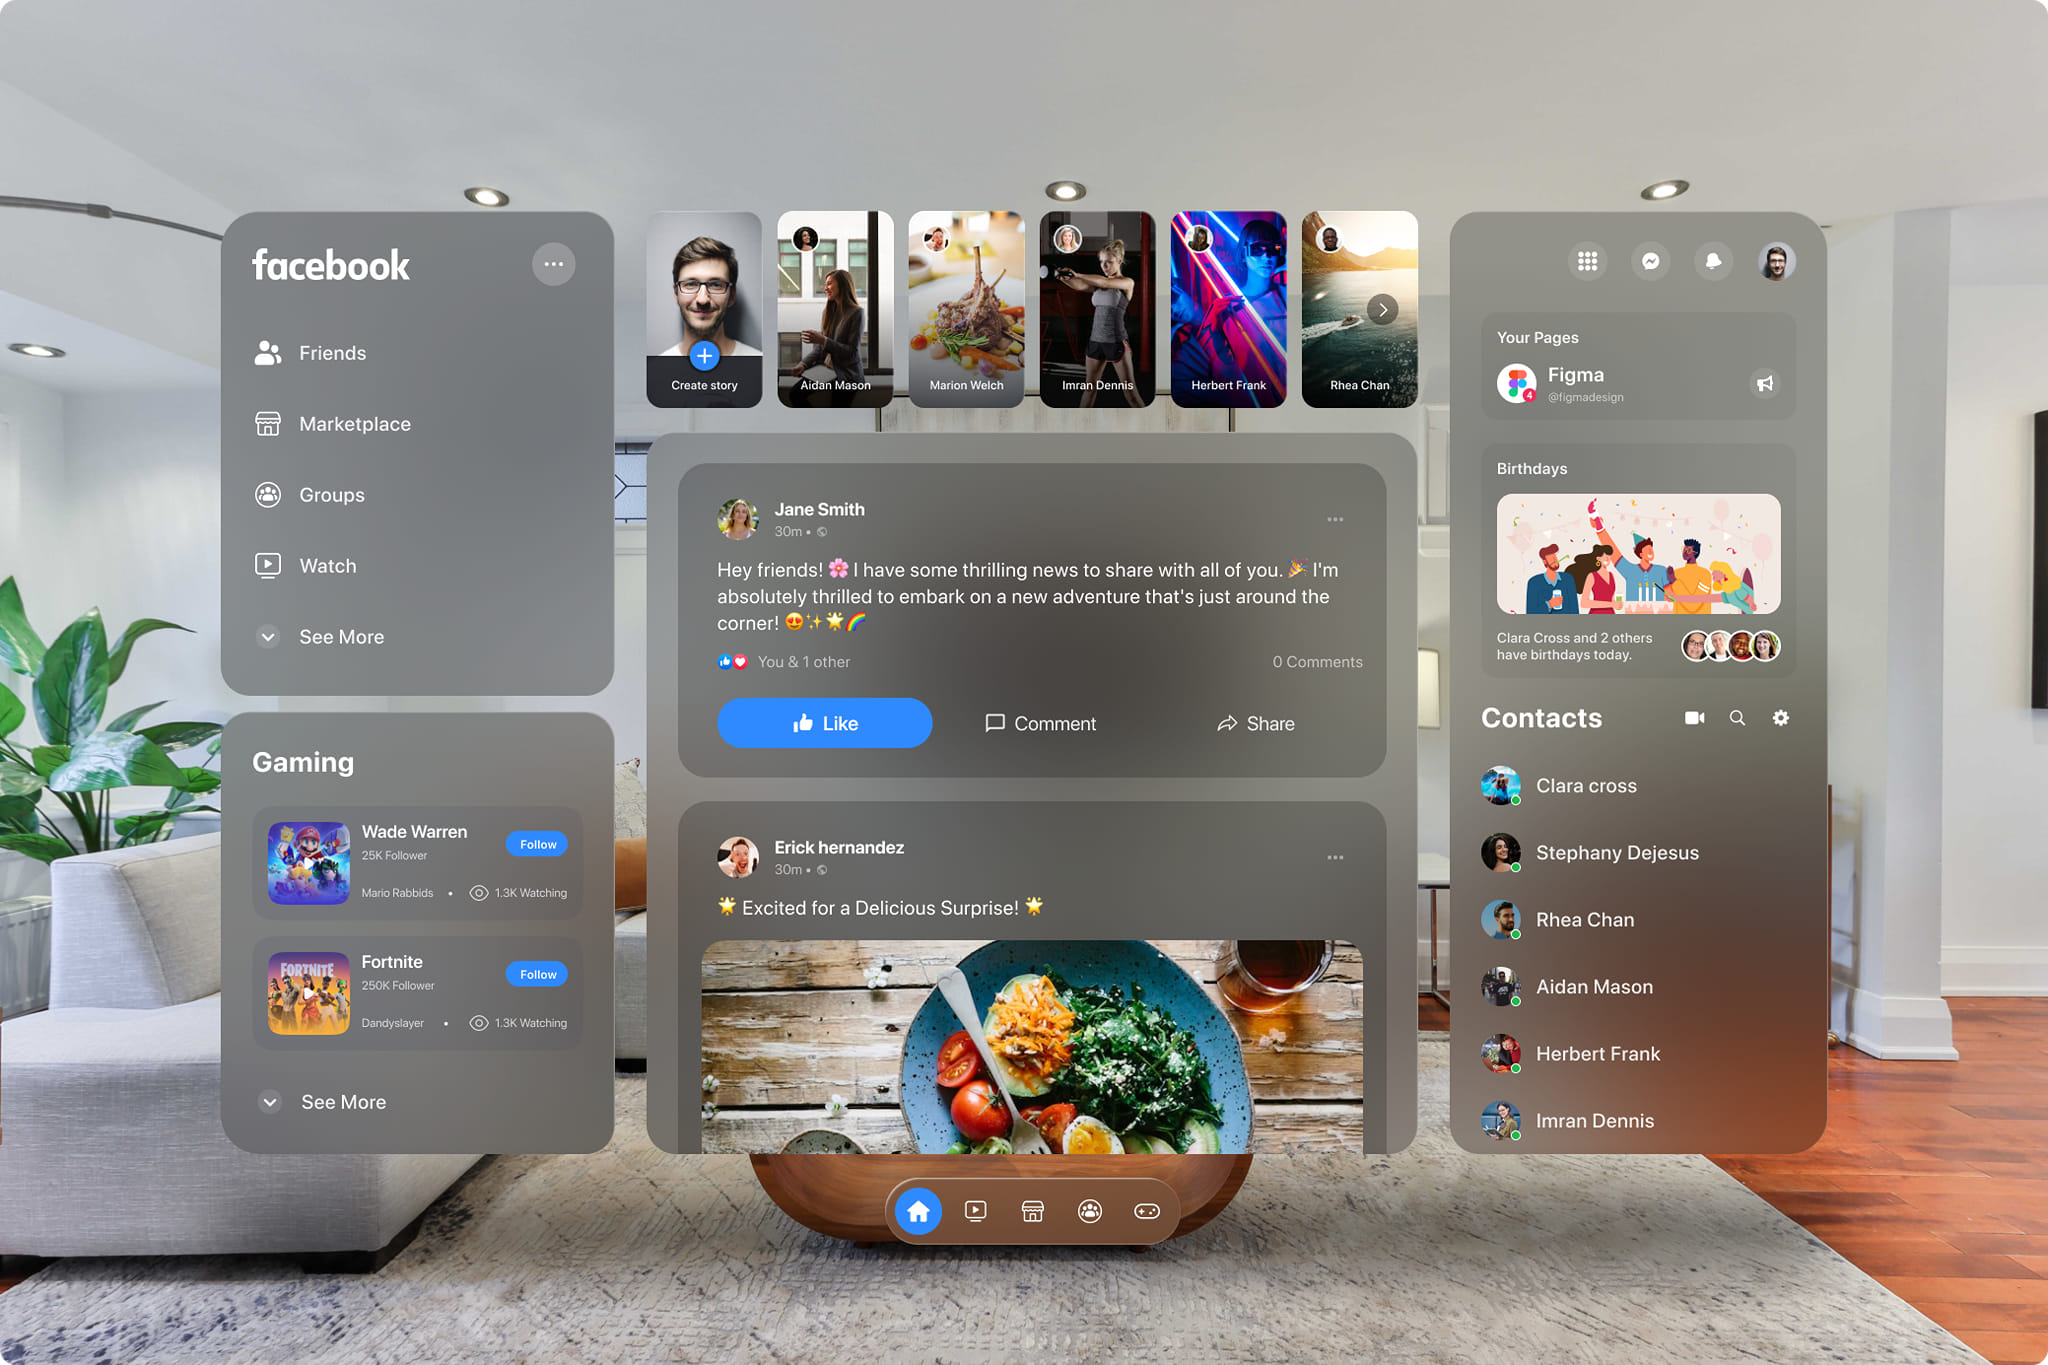 facebook
Friends
Marketplace
Groups
Watch
See More
Gaming
Wade Warren
25K Follower
Follow
Mario Rabbids • 1.3K Watching
FORTNITE
Fortnite
250K Follower
Follow
Dandyslayer • 1.3K Watching
See More
Create story
Aidan Mason
Marion Welch
Imran Dennis
Herbert Frank
Rhea Chan
Jane Smith
30m •
Hey friends! 🌸 I have some thrilling news to share with all of you. 🎉 I'm
absolutely thrilled to embark on a new adventure that's just around the
corner! 😍✨🌟🌈
You & 1 other
0 Comments
Like
Comment
Share
Erick hernandez
30m •
🌟 Excited for a Delicious Surprise! 🌟
Your Pages
Figma
4
@figmadesign
Birthdays
Clara Cross and 2 others
have birthdays today.
Contacts
Clara cross
Stephany Dejesus
Rhea Chan
Aidan Mason
Herbert Frank
Imran Dennis